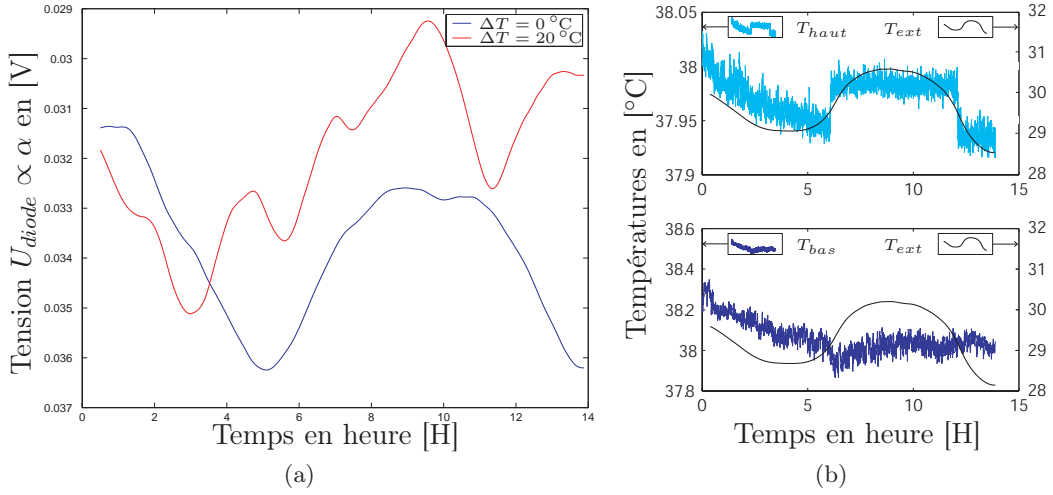 Tension U_diode ∝ α en [V]
0.029
0.03
0.031
0.032
0.033
0.034
0.035
0.036
0.037
ΔT = 0 °C
ΔT = 20 °C
0 2 4 6 8 10 12 14
Temps en heure [H]
(a)
Températures en [°C]
38.05
38
37.95
37.9
T_haut T_ext
32
31
30
29
28
0 5 10 15
38.6
38.4
38.2
38
37.8
T_bas T_ext
32
31
30
29
28
0 5 10 15
Temps en heure [H]
(b)